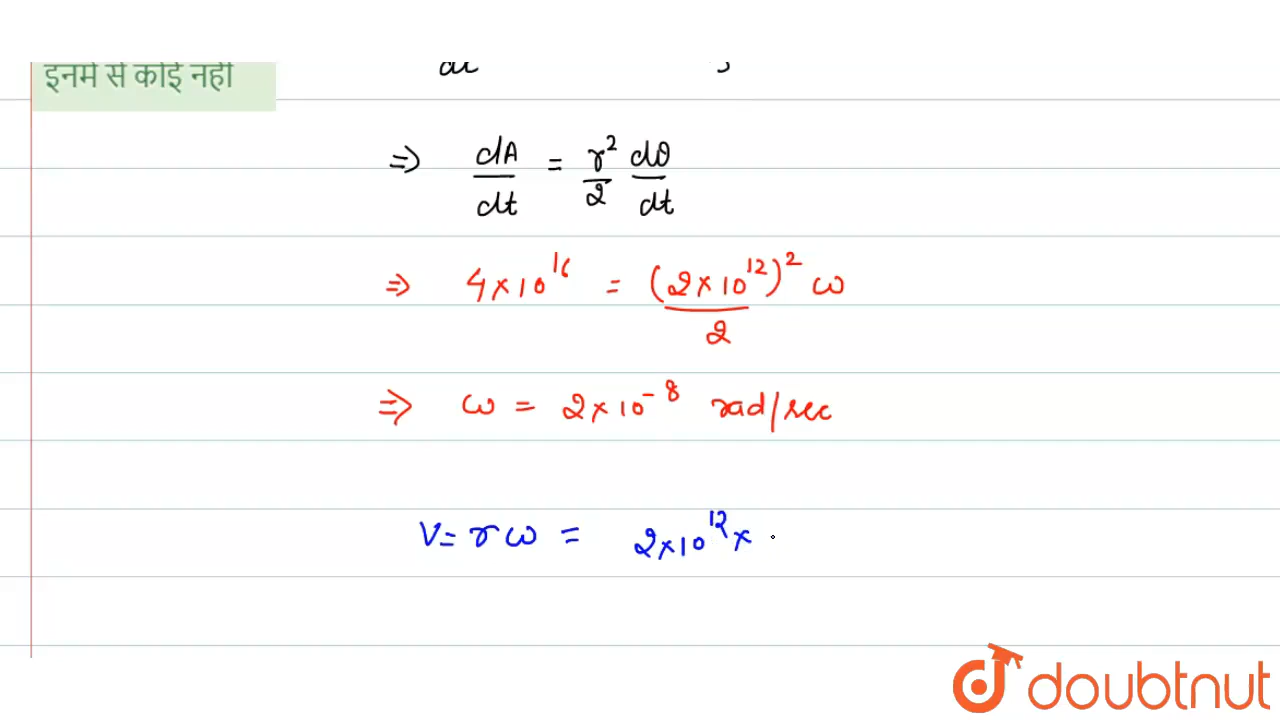 इनमें से कोई नहीं
⇒ dA/dt = r²/2 dθ/dt
⇒ 4×10¹⁶ = (2×10¹²)²/2 ω
⇒ ω = 2×10⁻⁸ rad/sec
V= rω = 2×10¹²×
doubtnut